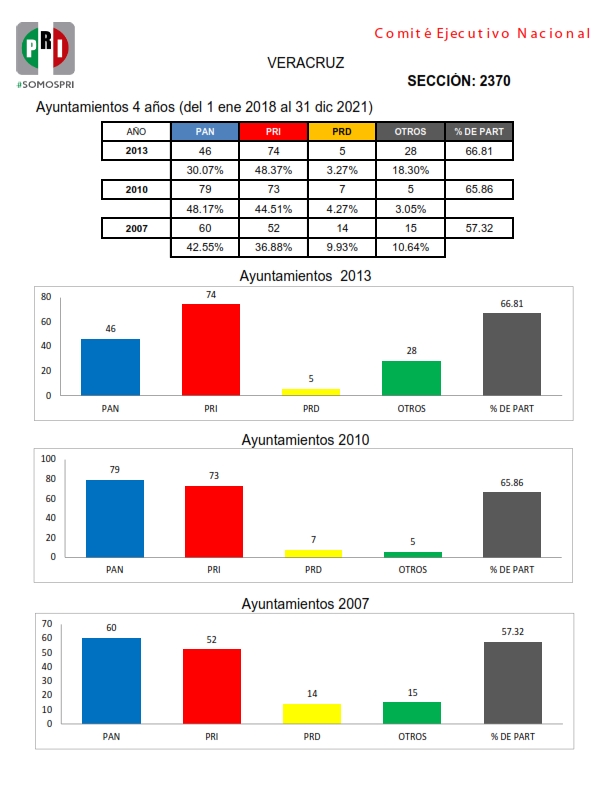 Comité Ejecutivo Nacional
PRI
#SOMOSPRI
VERACRUZ
SECCIÓN: 2370
Ayuntamientos 4 años (del 1 ene 2018 al 31 dic 2021)
AÑO PAN PRI PRD OTROS % DE PART
2013 46 74 5 28 66.81
30.07% 48.37% 3.27% 18.30%
2010 79 73 7 5 65.86
48.17% 44.51% 4.27% 3.05%
2007 60 52 14 15 57.32
42.55% 36.88% 9.93% 10.64%
Ayuntamientos 2013
80
60
40
20
0
46 74 5 28 66.81
PAN PRI PRD OTROS % DE PART
Ayuntamientos 2010
100
80
60
40
20
0
79 73 7 5 65.86
PAN PRI PRD OTROS % DE PART
Ayuntamientos 2007
70
60
50
40
30
20
10
0
60 52 14 15 57.32
PAN PRI PRD OTROS % DE PART